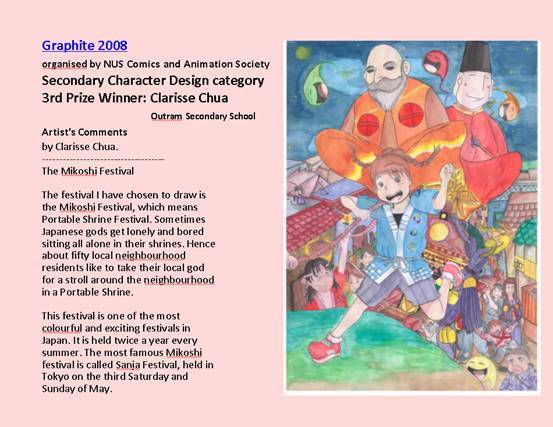 Graphite 2008
organised by NUS Comics and Animation Society
Secondary Character Design category
3rd Prize Winner: Clarisse Chua
Outram Secondary School
Artist's Comments
by Clarisse Chua.
------------------------------------
The Mikoshi Festival
The festival I have chosen to draw is
the Mikoshi Festival, which means
Portable Shrine Festival. Sometimes
Japanese gods get lonely and bored
sitting all alone in their shrines. Hence
about fifty local neighbourhood
residents like to take their local god
for a stroll around the neighbourhood
in a Portable Shrine.
This festival is one of the most
colourful and exciting festivals in
Japan. It is held twice a year every
summer. The most famous Mikoshi
festival is called Sanja Festival, held in
Tokyo on the third Saturday and
Sunday of May.